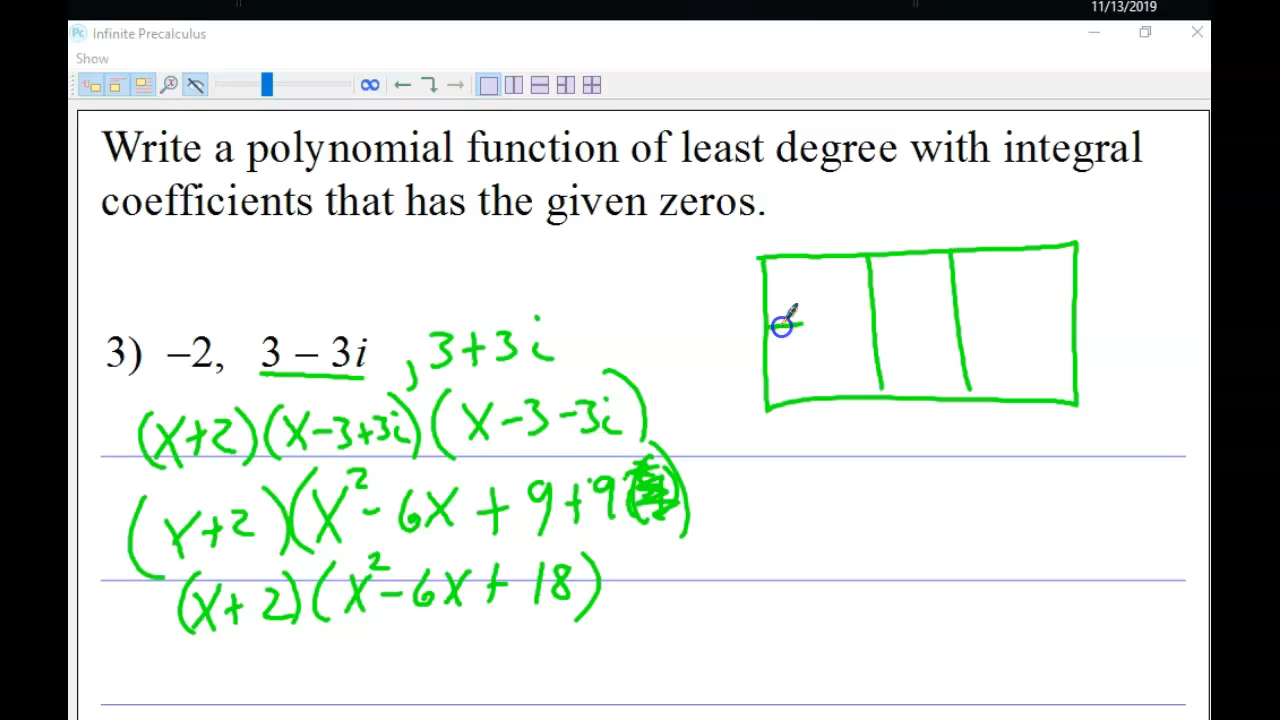 11/13/2019
Pc Infinite Precalculus
Show
Write a polynomial function of least degree with integral
coefficients that has the given zeros.
3) –2, 3 – 3i , 3+3i
(x+2)(x-3+3i)(x-3-3i)
(x+2)(x²-6x+9+9)
(x+2)(x²-6x+18)